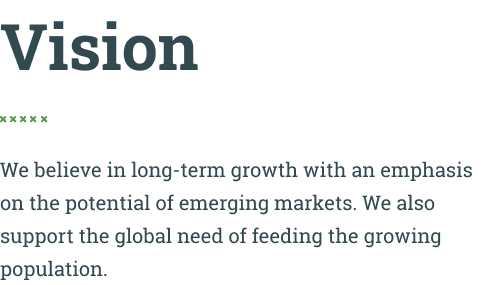 Vision
We believe in long-term growth with an emphasis
on the potential of emerging markets. We also
support the global need of feeding the growing
population.